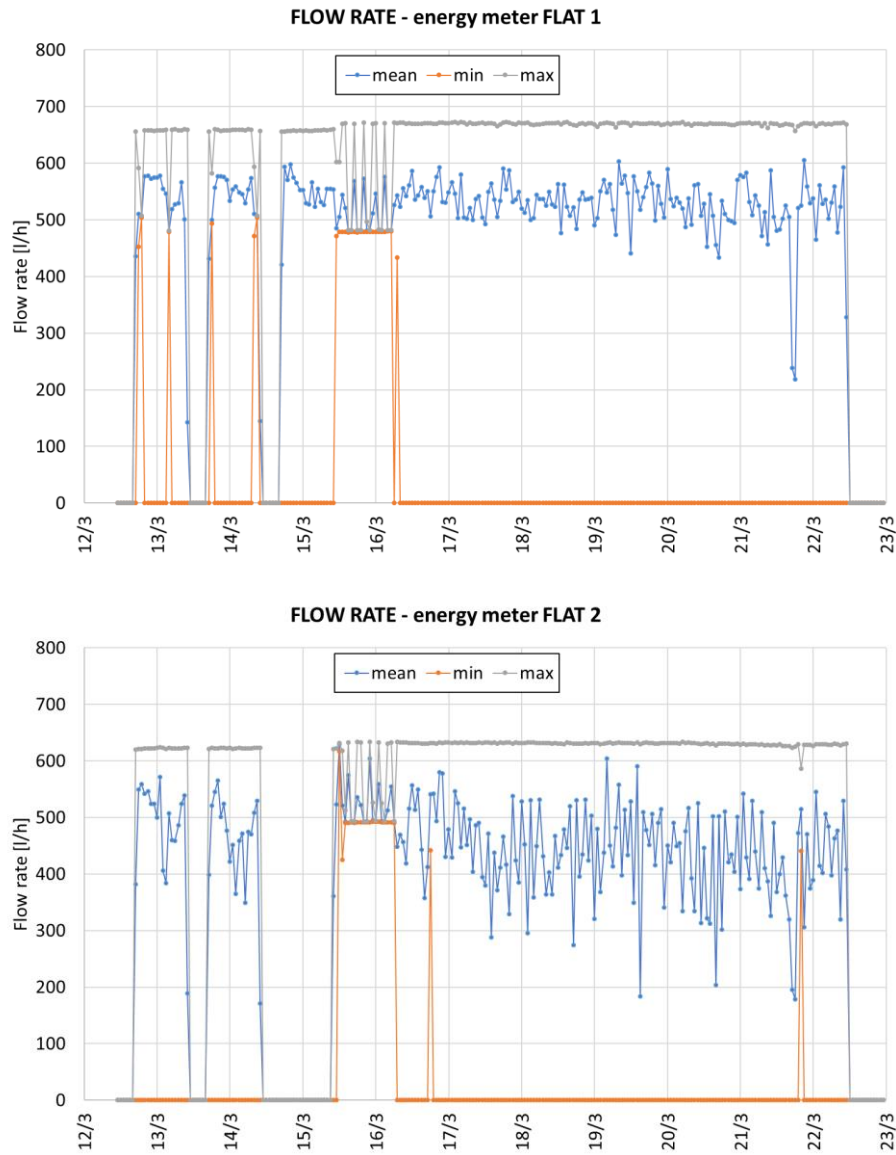 FLOW RATE - energy meter FLAT 1
800
mean min max
700
600
500
400
300
200
100
0
Flow rate [l/h]
12/3 13/3 14/3 15/3 16/3 17/3 18/3 19/3 20/3 21/3 22/3 23/3
FLOW RATE - energy meter FLAT 2
800
mean min max
700
600
500
400
300
200
100
0
Flow rate [l/h]
12/3 13/3 14/3 15/3 16/3 17/3 18/3 19/3 20/3 21/3 22/3 23/3